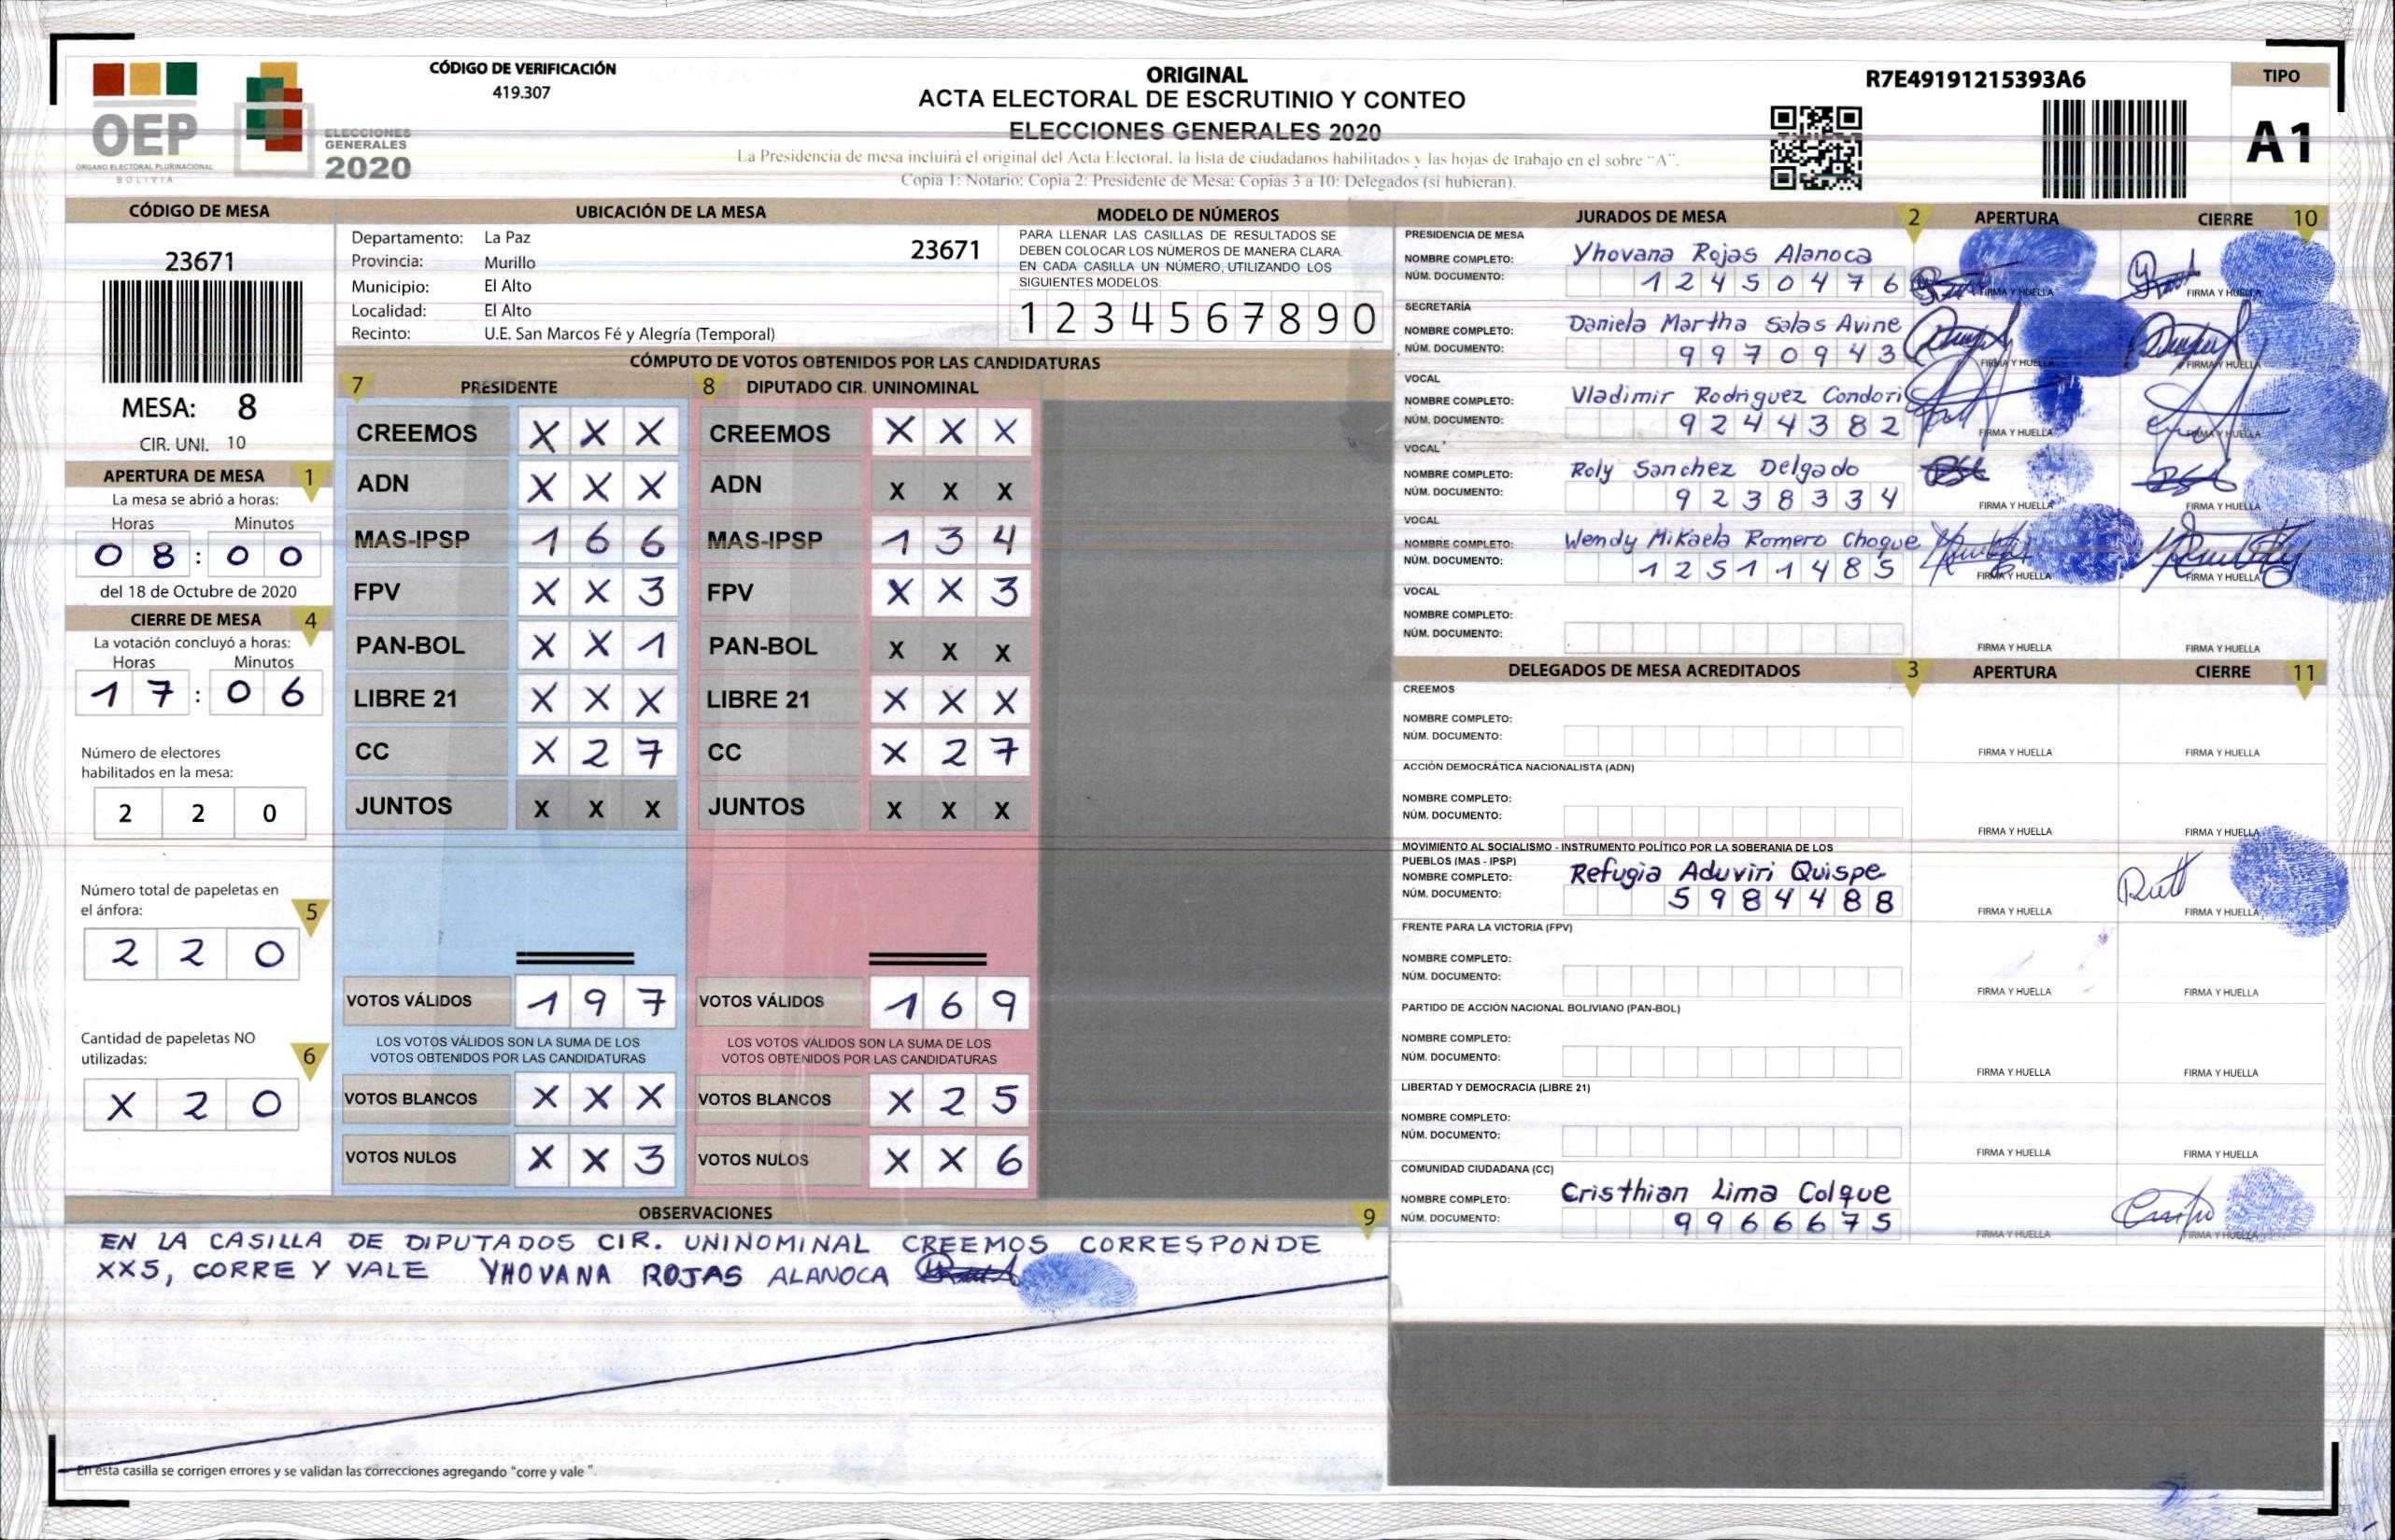 CÓDIGO DE VERIFICACIÓN
419.307
OEP
ORGANO ELECTORAL PLURINACIONAL
BOLIVIA
ELECCIONES
GENERALES
2020
ORIGINAL
ACTA ELECTORAL DE ESCRUTINIO Y CONTEO
ELECCIONES GENERALES 2020
La Presidencia de mesa incluirá el original del Acta Electoral, la lista de ciudadanos habilitados y las hojas de trabajo en el sobre "A".
Copia 1: Notario; Copia 2: Presidente de Mesa; Copias 3 a 10: Delegados (si hubieran).
R7E49191215393A6
TIPO
A1
CÓDIGO DE MESA
23671
MESA: 8
CIR. UNI. 10
APERTURA DE MESA 1
La mesa se abrió a horas:
Horas Minutos
08:00
del 18 de Octubre de 2020
CIERRE DE MESA 4
La votación concluyó a horas:
Horas Minutos
17:06
Número de electores
habilitados en la mesa:
2 2 0
Número total de papeletas en
el ánfora: 5
2 2 0
Cantidad de papeletas NO
utilizadas: 6
X 2 0
UBICACIÓN DE LA MESA
Departamento: La Paz 23671
Provincia: Murillo
Municipio: El Alto
Localidad: El Alto
Recinto: U.E. San Marcos Fé y Alegría (Temporal)
MODELO DE NÚMEROS
PARA LLENAR LAS CASILLAS DE RESULTADOS SE
DEBEN COLOCAR LOS NÚMEROS DE MANERA CLARA.
EN CADA CASILLA UN NÚMERO, UTILIZANDO LOS
SIGUIENTES MODELOS:
1 2 3 4 5 6 7 8 9 0
CÓMPUTO DE VOTOS OBTENIDOS POR LAS CANDIDATURAS
7 PRESIDENTE 8 DIPUTADO CIR. UNINOMINAL
CREEMOS X X X CREEMOS X X X
ADN X X X ADN X X X
MAS-IPSP 1 6 6 MAS-IPSP 1 3 4
FPV X X 3 FPV X X 3
PAN-BOL X X 1 PAN-BOL X X X
LIBRE 21 X X X LIBRE 21 X X X
CC X 2 7 CC X 2 7
JUNTOS X X X JUNTOS X X X
VOTOS VÁLIDOS 1 9 7 VOTOS VÁLIDOS 1 6 9
LOS VOTOS VÁLIDOS SON LA SUMA DE LOS LOS VOTOS VÁLIDOS SON LA SUMA DE LOS
VOTOS OBTENIDOS POR LAS CANDIDATURAS VOTOS OBTENIDOS POR LAS CANDIDATURAS
VOTOS BLANCOS X X X VOTOS BLANCOS X 2 5
VOTOS NULOS X X 3 VOTOS NULOS X X 6
OBSERVACIONES 9
EN LA CASILLA DE DIPUTADOS CIR. UNINOMINAL CREEMOS CORRESPONDE
XX5, CORRE Y VALE YHOVANA ROJAS ALANOCA
En esta casilla se corrigen errores y se validan las correcciones agregando "corre y vale ".
JURADOS DE MESA 2 APERTURA CIERRE 10
PRESIDENCIA DE MESA
NOMBRE COMPLETO: Yhovana Rojas Alanoca
NÚM. DOCUMENTO: 12450476 FIRMA Y HUELLA FIRMA Y HUELLA
SECRETARÍA
NOMBRE COMPLETO: Daniela Martha Salas Avine
NÚM. DOCUMENTO: 9970943 FIRMA Y HUELLA FIRMA Y HUELLA
VOCAL
NOMBRE COMPLETO: Vladimir Rodriguez Condori
NÚM. DOCUMENTO: 9244382 FIRMA Y HUELLA FIRMA Y HUELLA
VOCAL
NOMBRE COMPLETO: Roly Sanchez Delgado
NÚM. DOCUMENTO: 9238334 FIRMA Y HUELLA FIRMA Y HUELLA
VOCAL
NOMBRE COMPLETO: Wendy Mikaela Romero Choque
NÚM. DOCUMENTO: 12511485 FIRMA Y HUELLA FIRMA Y HUELLA
VOCAL
NOMBRE COMPLETO:
NÚM. DOCUMENTO: FIRMA Y HUELLA FIRMA Y HUELLA
DELEGADOS DE MESA ACREDITADOS 3 APERTURA CIERRE 11
CREEMOS
NOMBRE COMPLETO:
NÚM. DOCUMENTO: FIRMA Y HUELLA FIRMA Y HUELLA
ACCIÓN DEMOCRÁTICA NACIONALISTA (ADN)
NOMBRE COMPLETO:
NÚM. DOCUMENTO: FIRMA Y HUELLA FIRMA Y HUELLA
MOVIMIENTO AL SOCIALISMO - INSTRUMENTO POLÍTICO POR LA SOBERANIA DE LOS
PUEBLOS (MAS - IPSP)
NOMBRE COMPLETO: Refugia Aduviri Quispe
NÚM. DOCUMENTO: 5984488 FIRMA Y HUELLA FIRMA Y HUELLA
FRENTE PARA LA VICTORIA (FPV)
NOMBRE COMPLETO:
NÚM. DOCUMENTO: FIRMA Y HUELLA FIRMA Y HUELLA
PARTIDO DE ACCIÓN NACIONAL BOLIVIANO (PAN-BOL)
NOMBRE COMPLETO:
NÚM. DOCUMENTO: FIRMA Y HUELLA FIRMA Y HUELLA
LIBERTAD Y DEMOCRACIA (LIBRE 21)
NOMBRE COMPLETO:
NÚM. DOCUMENTO: FIRMA Y HUELLA FIRMA Y HUELLA
COMUNIDAD CIUDADANA (CC)
NOMBRE COMPLETO: Cristhian Lima Colque
NÚM. DOCUMENTO: 9966675 FIRMA Y HUELLA FIRMA Y HUELLA